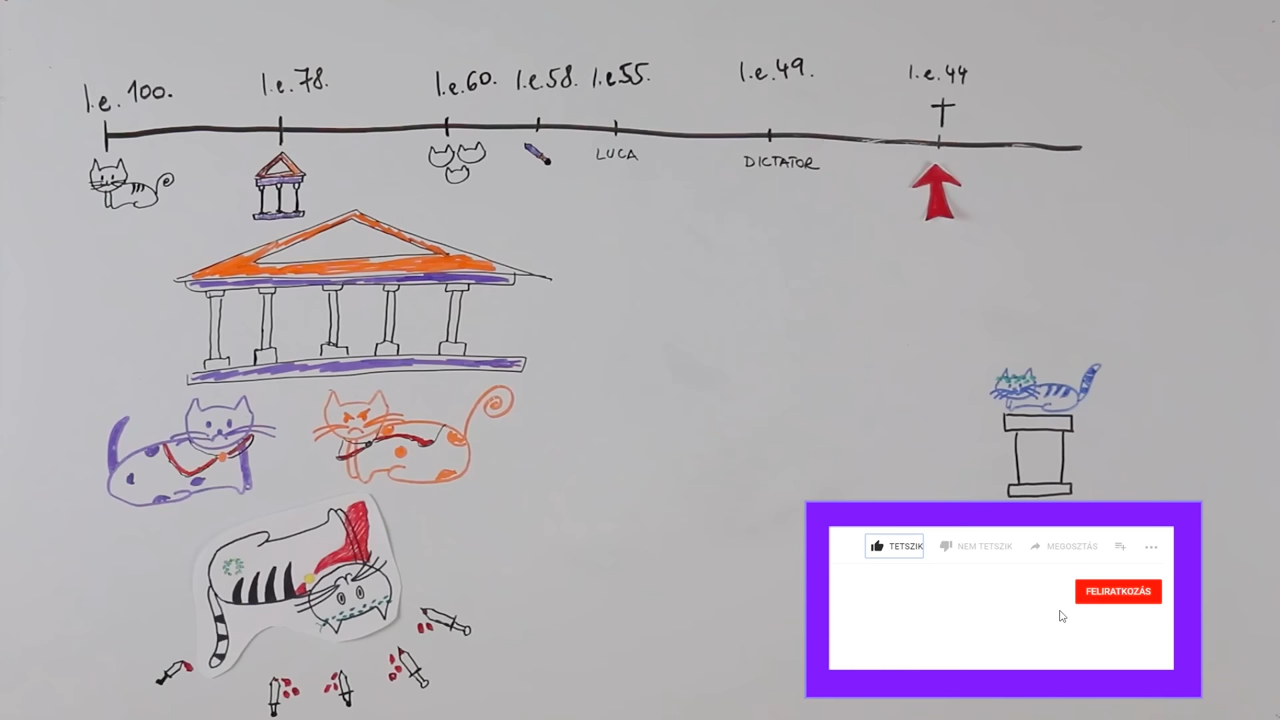 I.e. 100.
I.e. 78.
I.e. 60.
I.e. 58.
I.e 55.
I.e. 49.
I.e. 44
LUCA
DICTATOR
TETSZIK
NEM TETSZIK
MEGOSZTÁS
FELIRATKOZÁS